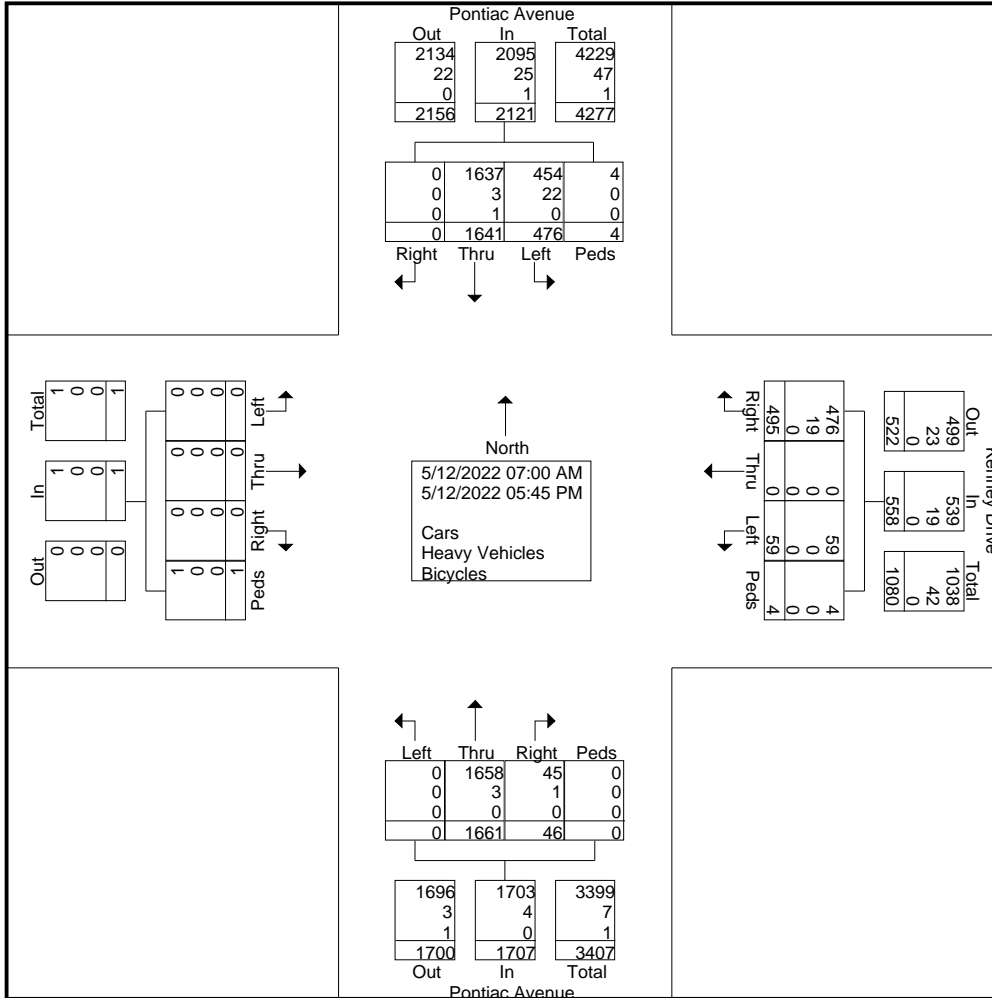 Pontiac Avenue
Out In Total
2134 2095 4229
22 25 47
0 1 1
2156 2121 4277
0 1637 454 4
0 3 22 0
0 1 0 0
0 1641 476 4
Right Thru Left Peds
Total
1 0 0 1
In
1 0 0 1
Out
0 0 0 0
Left
0 0 0 0
Thru
0 0 0 0
Right
0 0 0 0
Peds
1 0 0 1
North
5/12/2022 07:00 AM
5/12/2022 05:45 PM
Cars
Heavy Vehicles
Bicycles
Right
476 19 0 495
Thru
0 0 0 0
Left
59 0 0 59
Peds
4 0 0 4
Kenney Drive
Out
499 23 0 522
In
539 19 0 558
Total
1038 42 0 1080
Left Thru Right Peds
0 1658 45 0
0 3 1 0
0 0 0 0
0 1661 46 0
1696 1703 3399
3 4 7
1 0 1
1700 1707 3407
Out In Total
Pontiac Avenue